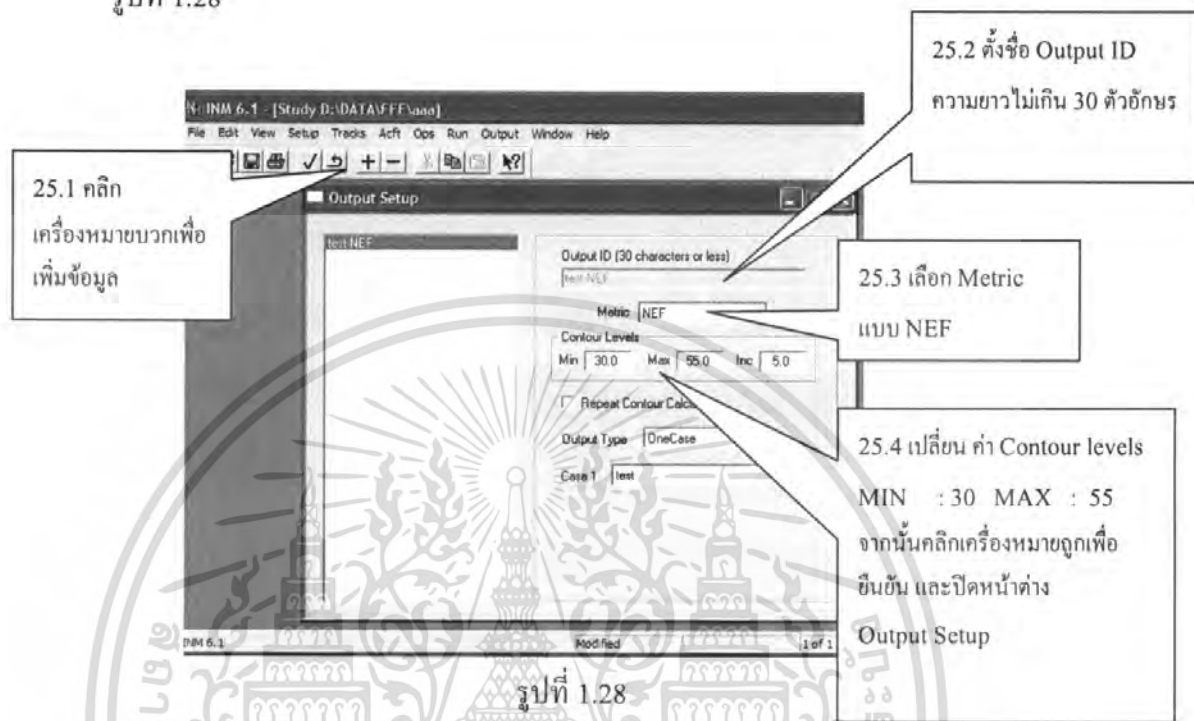 รูปที่ 1.28
25.2 ตั้งชื่อ Output ID
ความยาวไม่เกิน 30 ตัวอักษร
INM 6.1 - [Study D:\DATA\FFF\aaa]
File Edit View Setup Tracks Acft Ops Run Output Window Help
25.1 คลิก
เครื่องหมายบวกเพื่อ
เพิ่มข้อมูล
Output Setup
test NEF
Output ID (30 characters or less)
test NEF
Metric NEF
25.3 เลือก Metric
แบบ NEF
Contour Levels
Min 30.0 Max 55.0 Inc 5.0
Repeat Contour
Output Type OneCase
Case 1 test
25.4 เปลี่ยน ค่า Contour levels
MIN : 30 MAX : 55
จากนั้นคลิกเครื่องหมายถูกเพื่อ
ยืนยัน และปิดหน้าต่าง
Output Setup
INM 6.1 Modified 1 of 1
รูปที่ 1.28